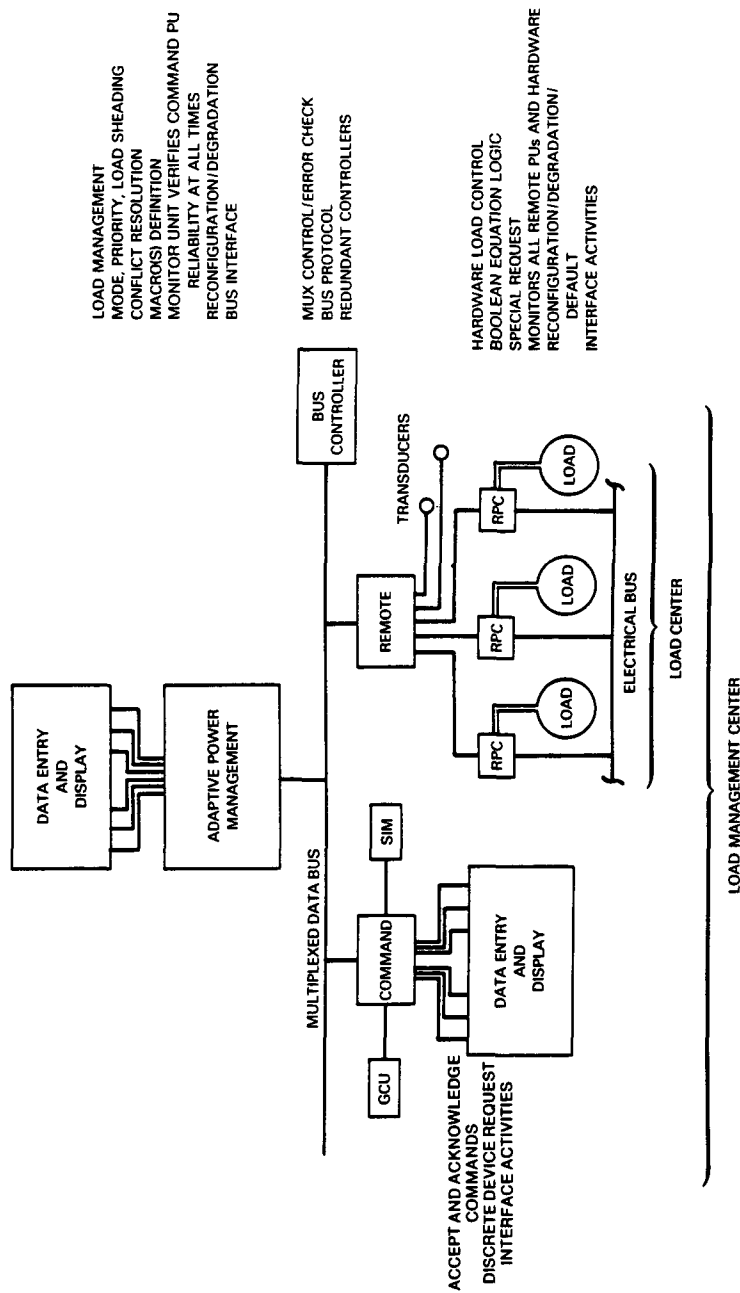 LOAD MANAGEMENT
MODE, PRIORITY, LOAD SHEADING
CONFLICT RESOLUTION
MACRO(S) DEFINITION
MONITOR UNIT VERIFIES COMMAND PU
RELIABILITY AT ALL TIMES
RECONFIGURATION/DEGRADATION
BUS INTERFACE
MUX CONTROL/ERROR CHECK
BUS PROTOCOL
REDUNDANT CONTROLLERS
HARDWARE LOAD CONTROL
BOOLEAN EQUATION LOGIC
SPECIAL REQUEST
MONITORS ALL REMOTE PUs AND HARDWARE
RECONFIGURATION/DEGRADATION/
DEFAULT
INTERFACE ACTIVITIES
DATA ENTRY
AND
DISPLAY
ADAPTIVE POWER
MANAGEMENT
MULTIPLEXED DATA BUS
BUS
CONTROLLER
GCU
COMMAND
SIM
REMOTE
TRANSDUCERS
DATA ENTRY
AND
DISPLAY
RPC
LOAD
RPC
LOAD
RPC
LOAD
ELECTRICAL BUS
LOAD CENTER
ACCEPT AND ACKNOWLEDGE
COMMANDS
DISCRETE DEVICE REQUEST
INTERFACE ACTIVITIES
LOAD MANAGEMENT CENTER